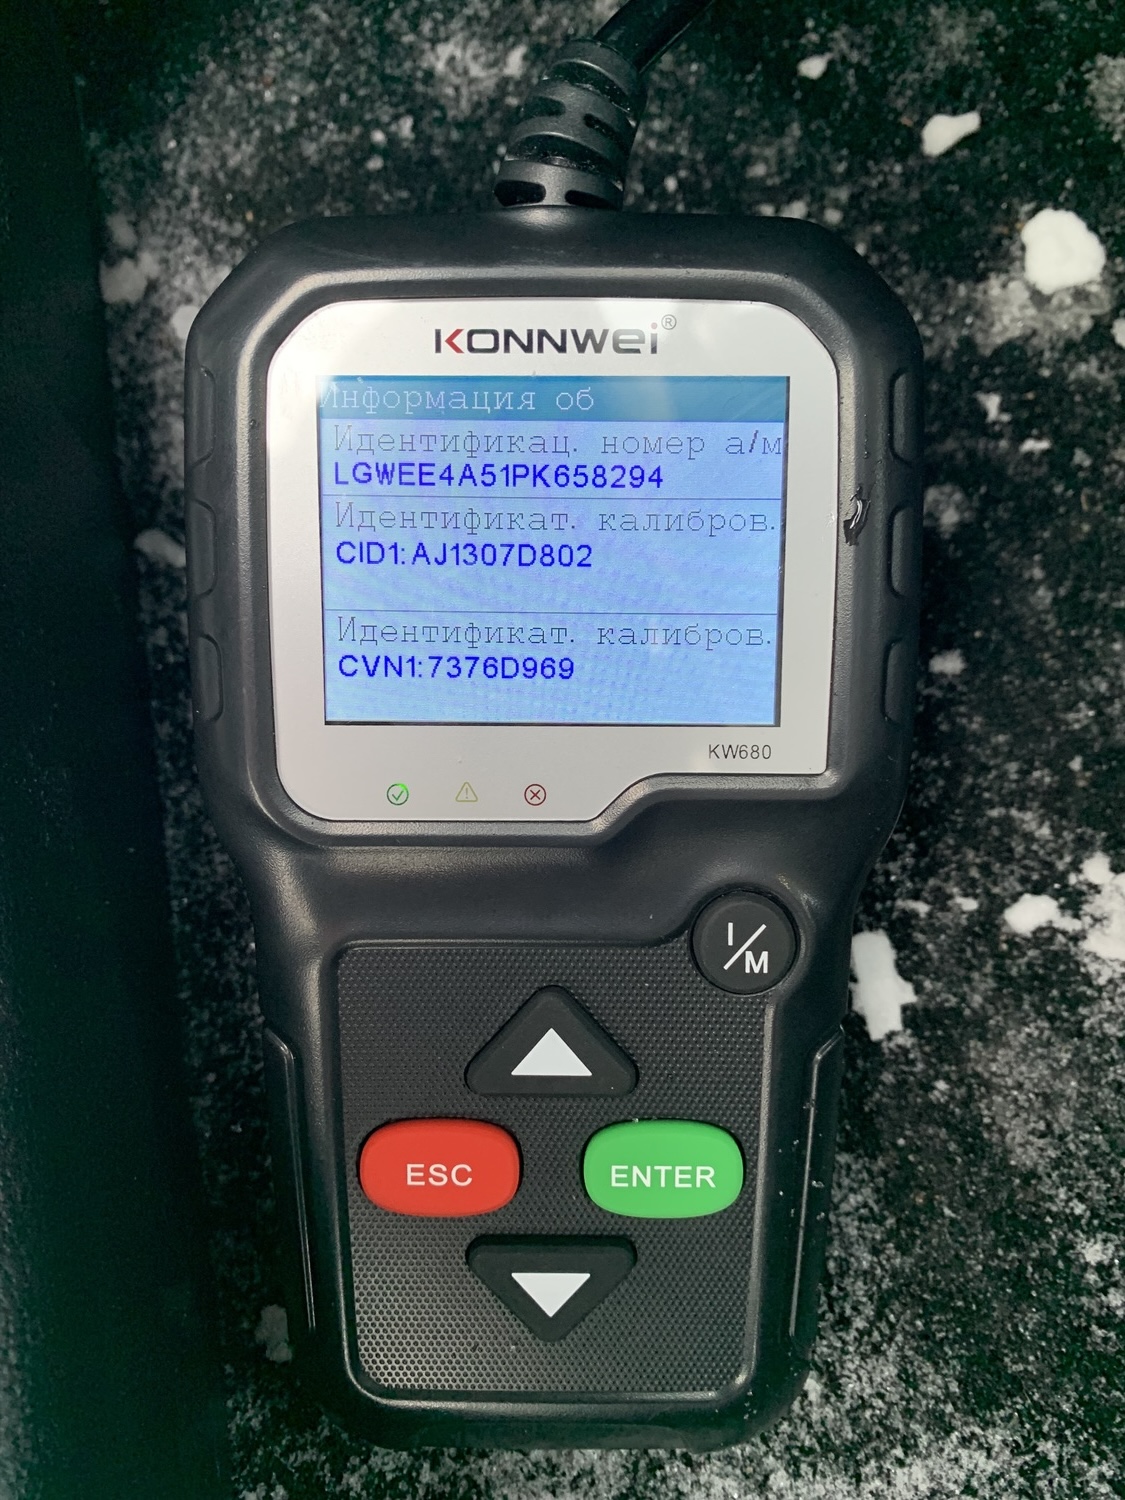 KONNWEI®
Информация об
Идентификац. номер а/м
LGWEE4A51PK658294
Идентификат. калибров.
CID1:AJ1307D802
Идентификат. калибров.
CVN1:7376D969
KW680
I/M
ESC
ENTER